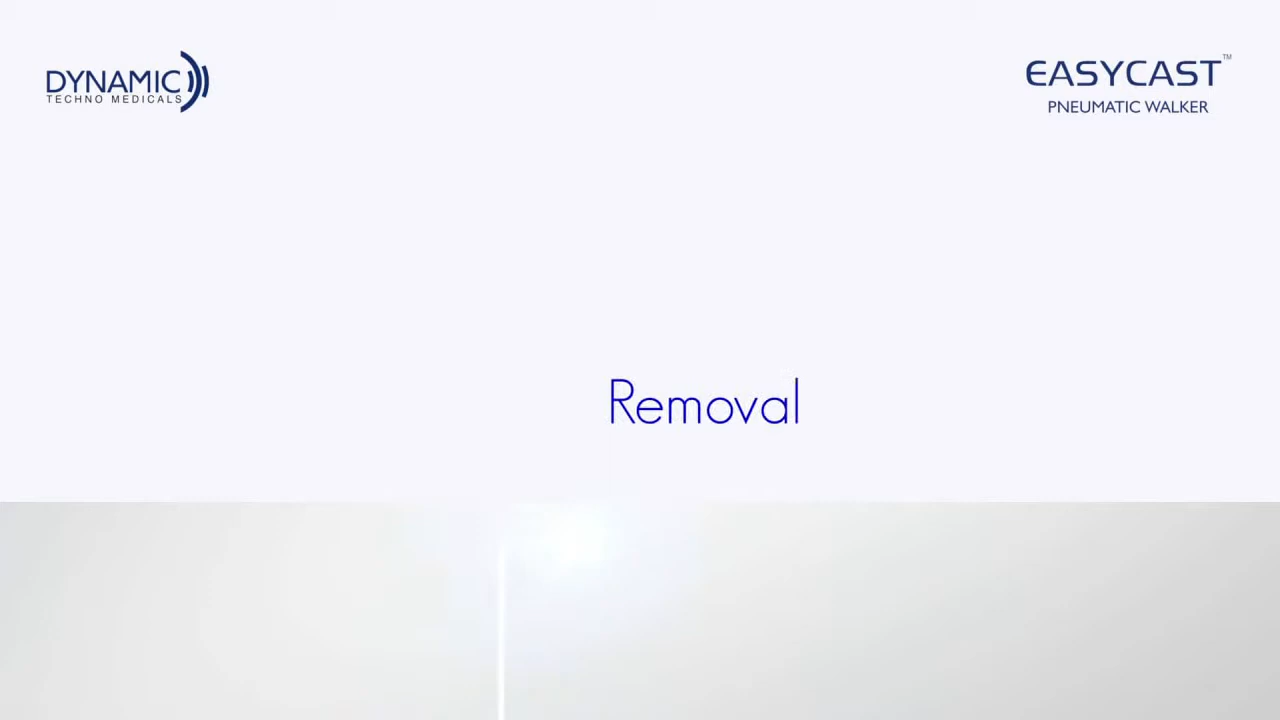 DYNAMIC
TECHNO MEDICALS
EASYCAST™
PNEUMATIC WALKER
Removal